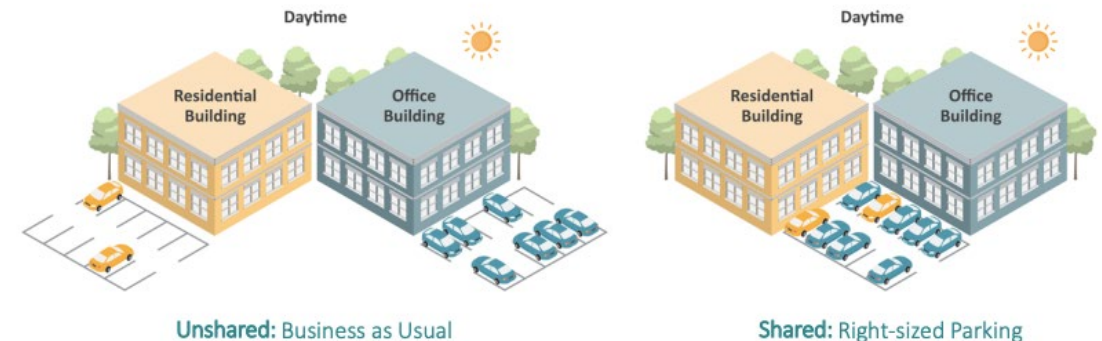 Daytime
Residential
Building
Office
Building
Unshared: Business as Usual
Daytime
Residential
Building
Office
Building
Shared: Right-sized Parking